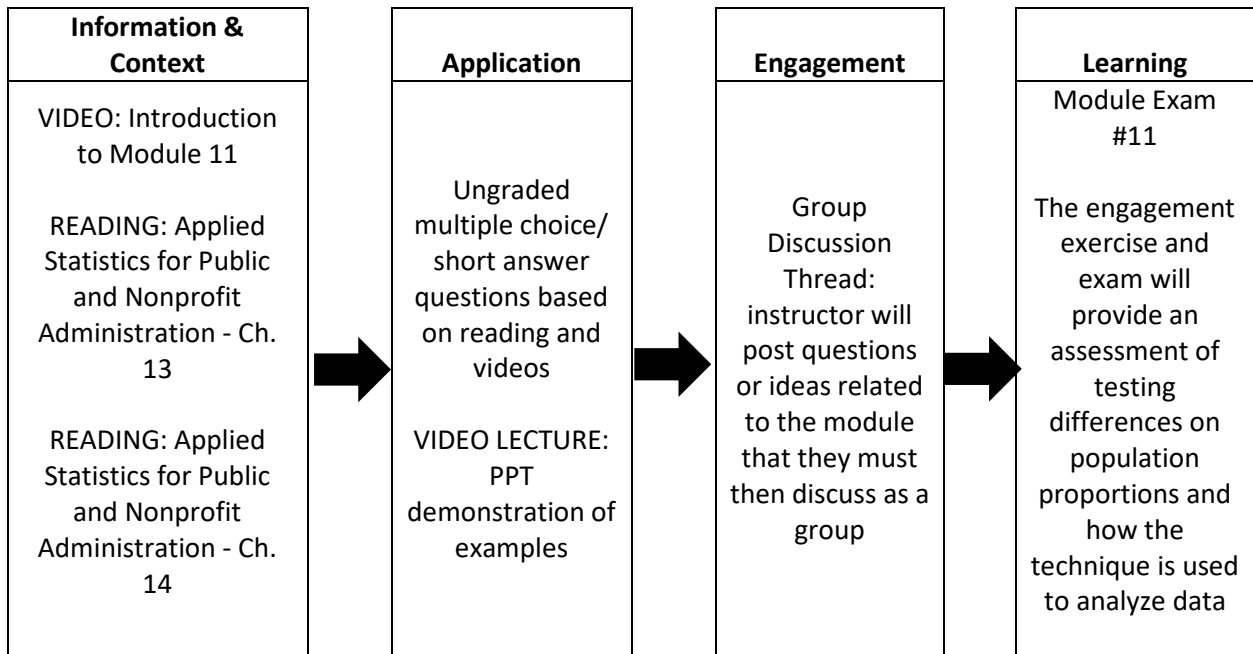 Information &
Context
VIDEO: Introduction
to Module 11
READING: Applied
Statistics for Public
and Nonprofit
Administration - Ch.
13
READING: Applied
Statistics for Public
and Nonprofit
Administration - Ch.
14
Application
Ungraded
multiple choice/
short answer
questions based
on reading and
videos
VIDEO LECTURE:
PPT
demonstration of
examples
Engagement
Group
Discussion
Thread:
instructor will
post questions
or ideas related
to the module
that they must
then discuss as a
group
Learning
Module Exam
#11
The engagement
exercise and
exam will
provide an
assessment of
testing
differences on
population
proportions and
how the
technique is used
to analyze data